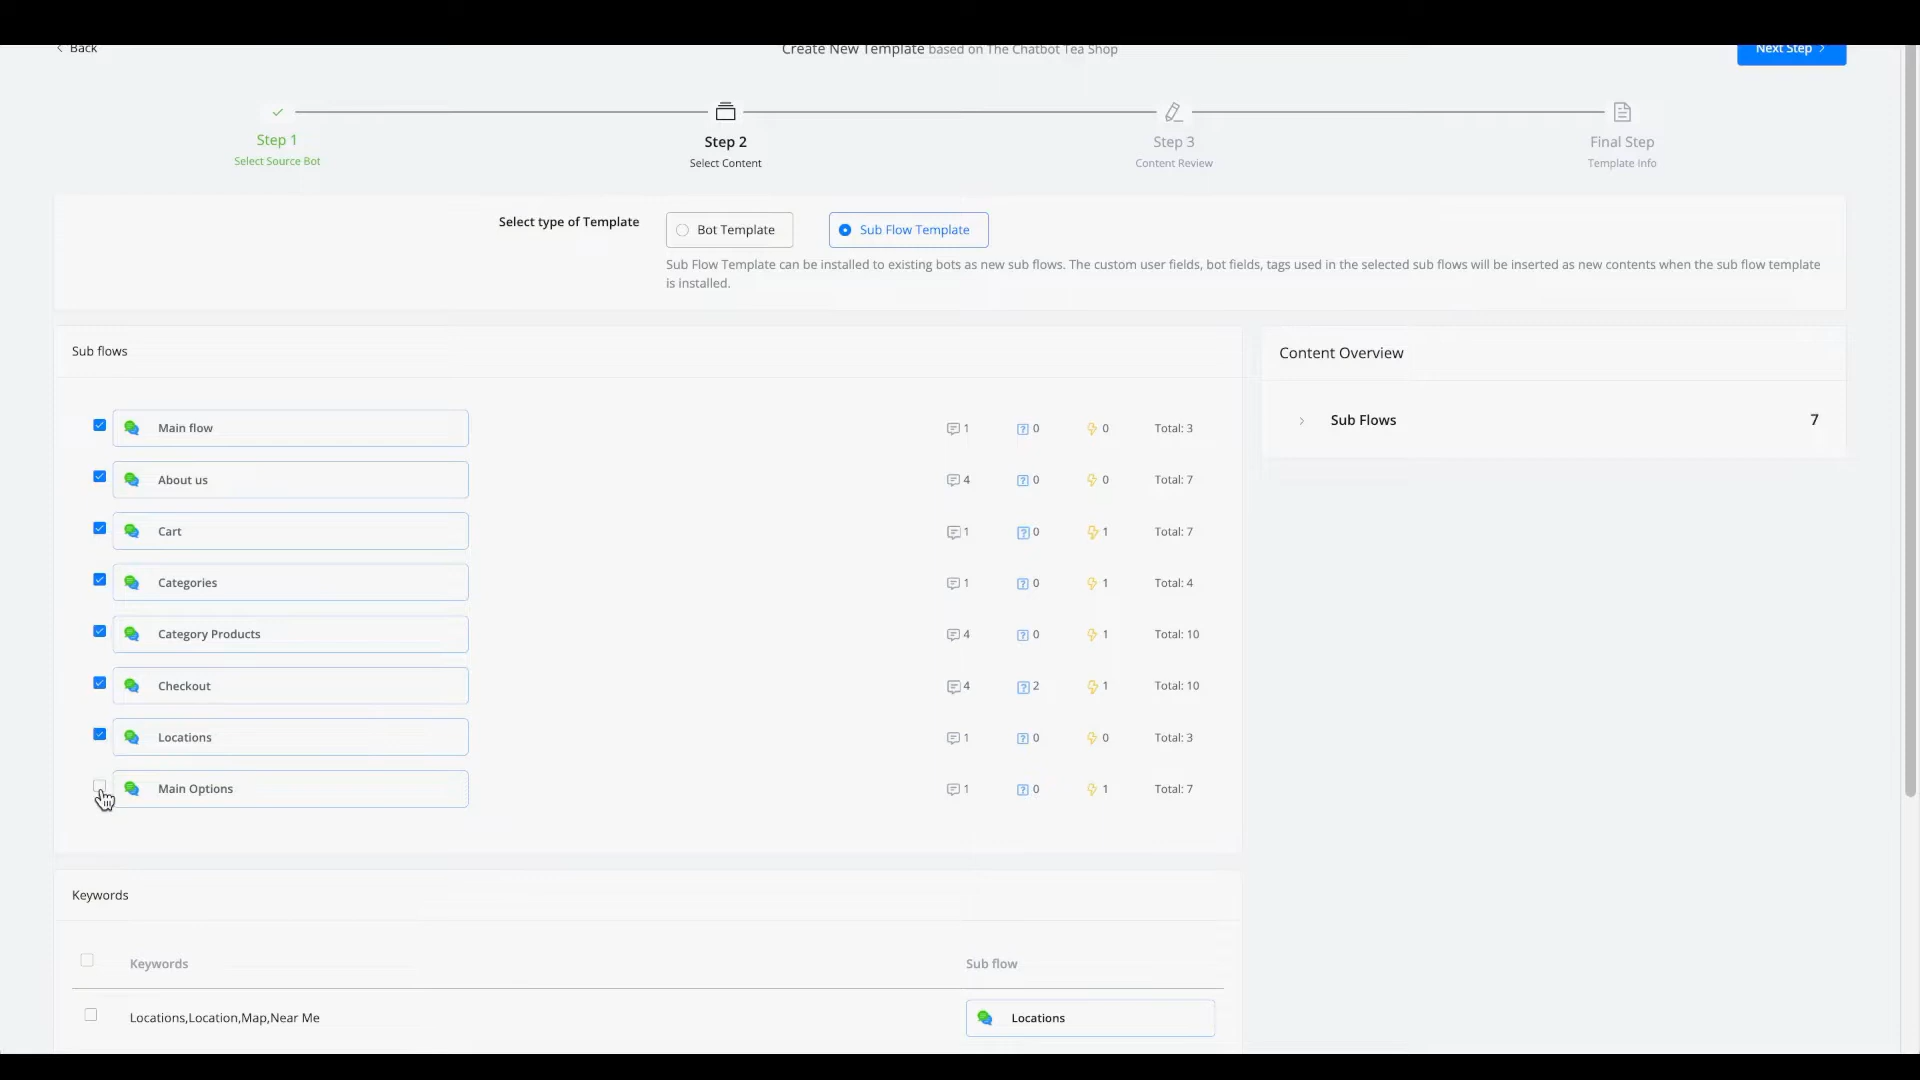 Back
Create New Template based on The Chatbot Tea Shop
Next Step
Step 1
Select Source Bot
Step 2
Select Content
Step 3
Content Review
Final Step
Template Info
Select type of Template
Bot Template
Sub Flow Template
Sub Flow Template can be installed to existing bots as new sub flows. The custom user fields, bot fields, tags used in the selected sub flows will be inserted as new contents when the sub flow template
is installed.
Sub flows
Content Overview
Main flow 1 0 0 Total: 3
Sub Flows 7
About us 4 0 0 Total: 7
Cart 1 0 1 Total: 7
Categories 1 0 1 Total: 4
Category Products 4 0 1 Total: 10
Checkout 4 2 1 Total: 10
Locations 1 0 0 Total: 3
Main Options 1 0 1 Total: 7
Keywords
Keywords Sub flow
Locations,Location,Map,Near Me Locations